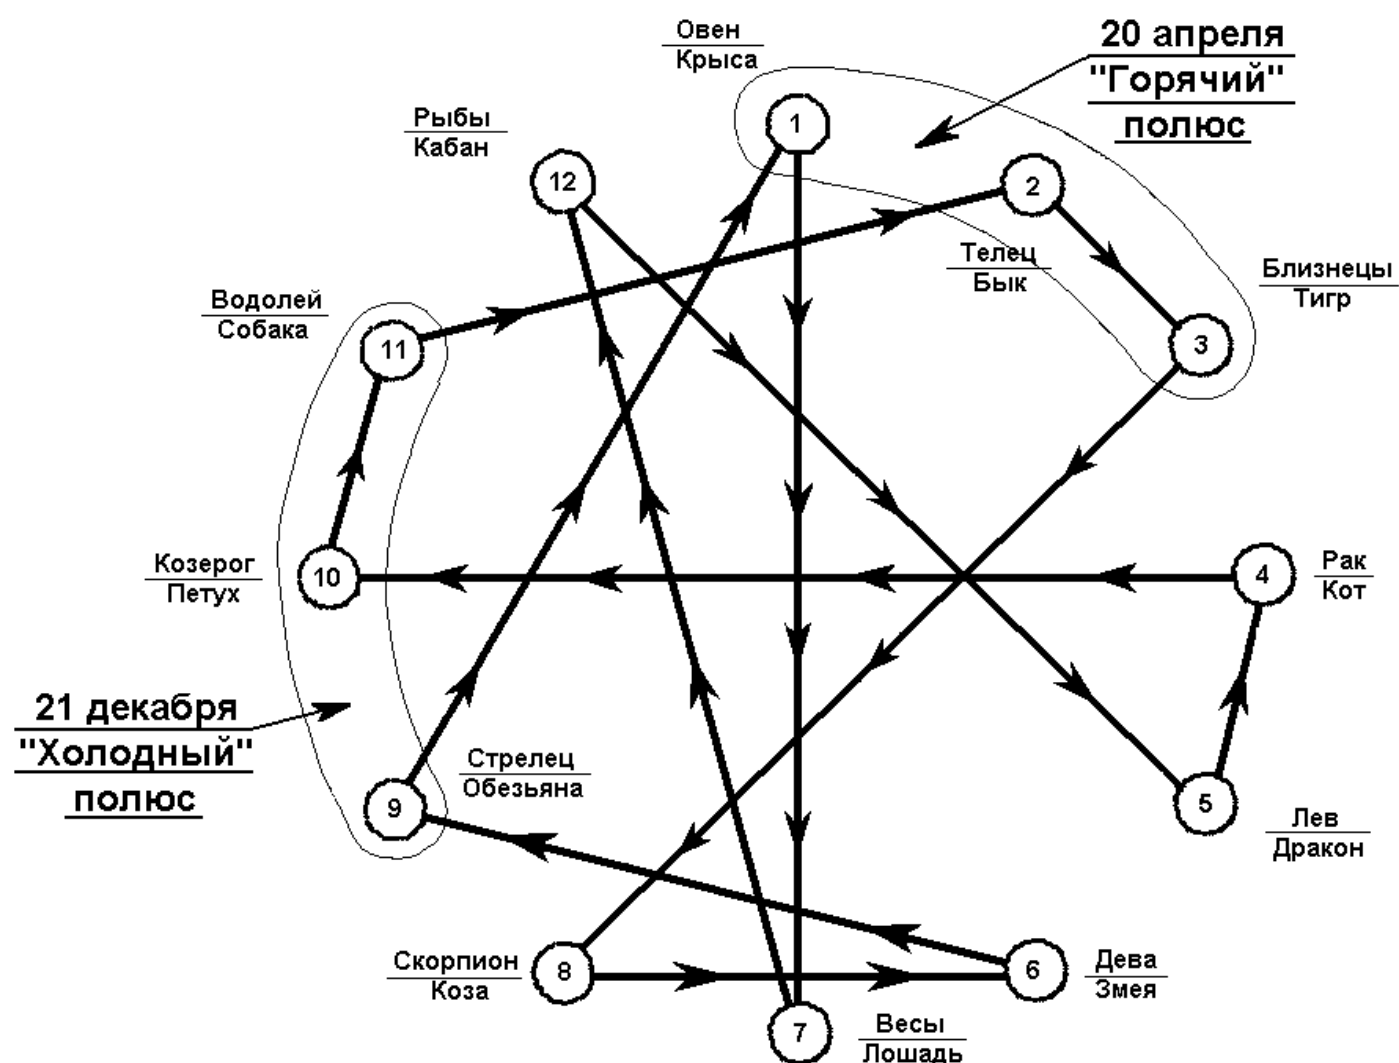 Овен
Крыса
1
20 апреля
"Горячий"
полюс
Рыбы
Кабан
12
2
Телец
Бык
Близнецы
Тигр
3
Водолей
Собака
11
Козерог
Петух
10
4
Рак
Кот
21 декабря
"Холодный"
полюс
Стрелец
Обезьяна
9
5
Лев
Дракон
Скорпион
Коза
8
6
Дева
Змея
7
Весы
Лошадь